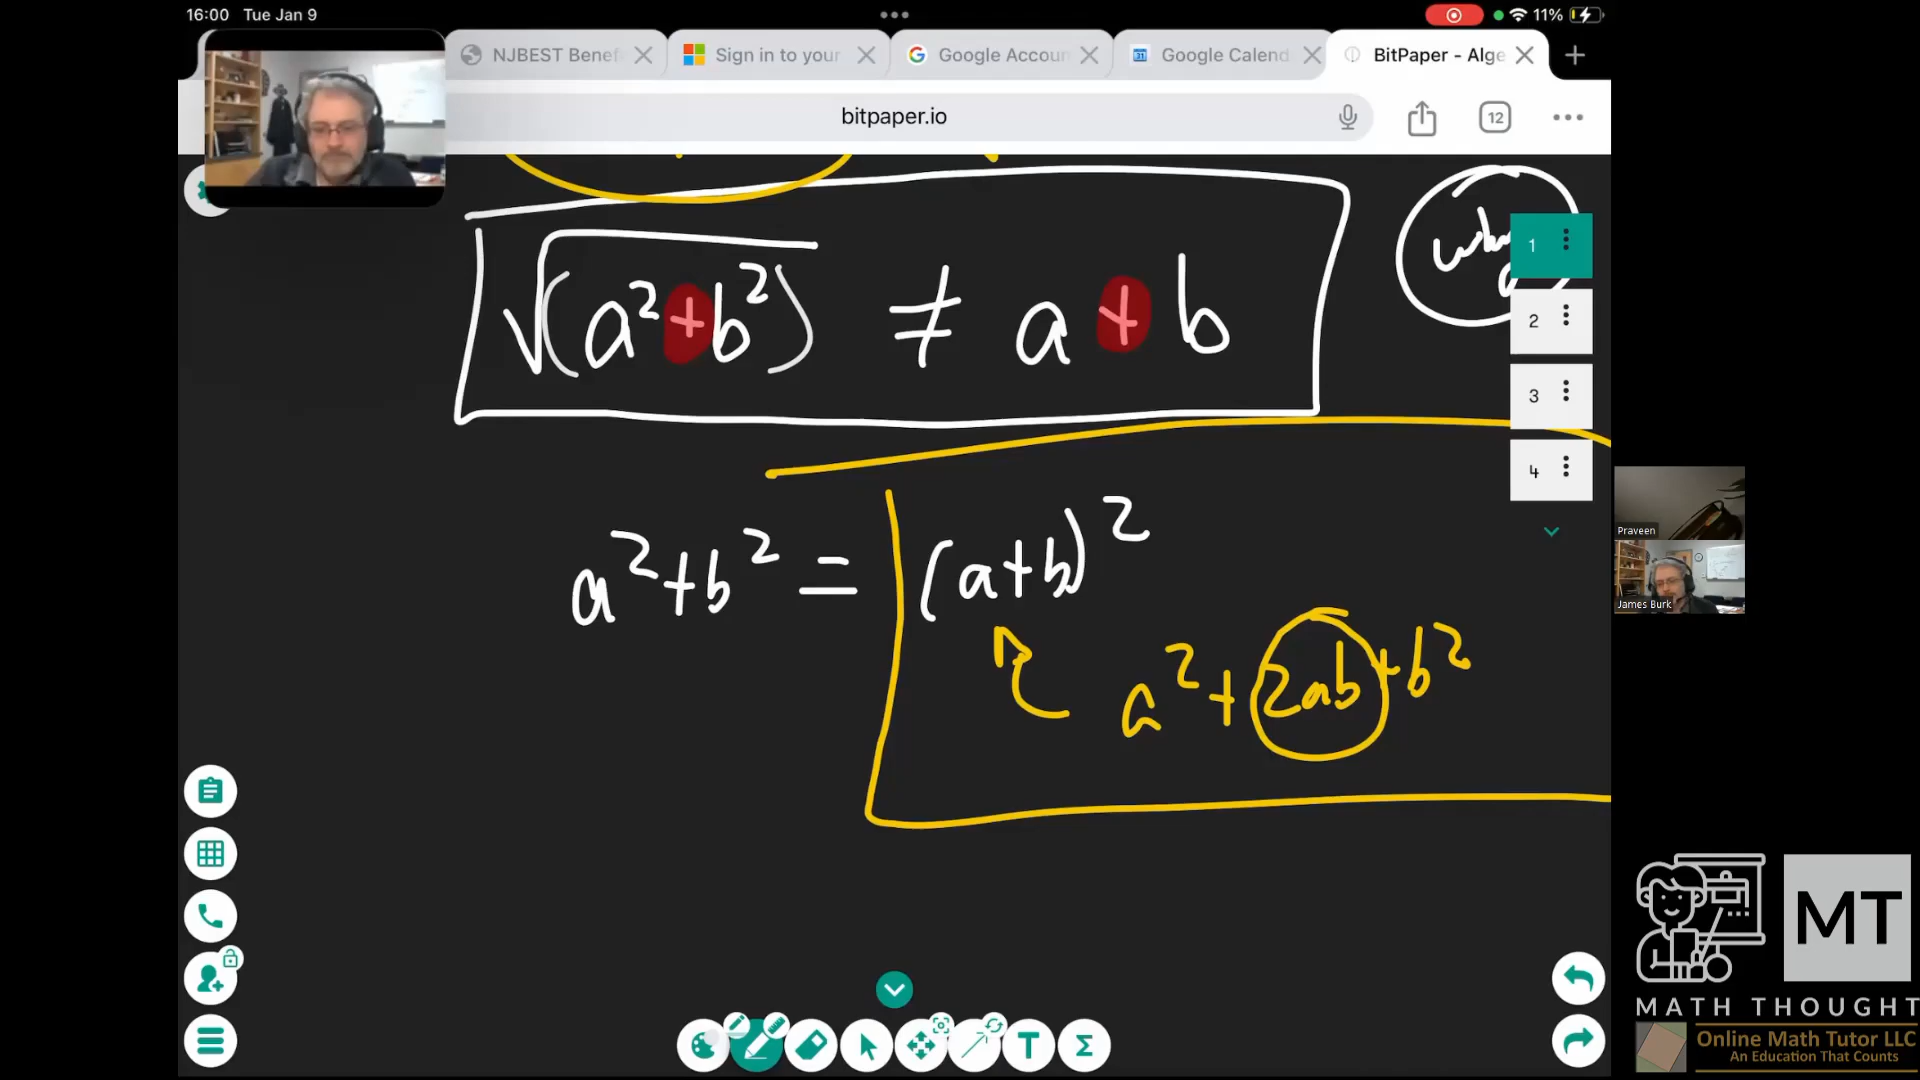 16:00 Tue Jan 9
11%
NJBEST Benef
Sign in to your
Google Accoun
Google Calend
BitPaper - Alge
bitpaper.io
12
√(a²+b²) ≠ a + b
1
2
3
4
a²+b² = (a+b)²
a²+2ab+b²
Praveen
James Burk
T
Σ
MT
MATH THOUGHT
Online Math Tutor LLC
An Education That Counts